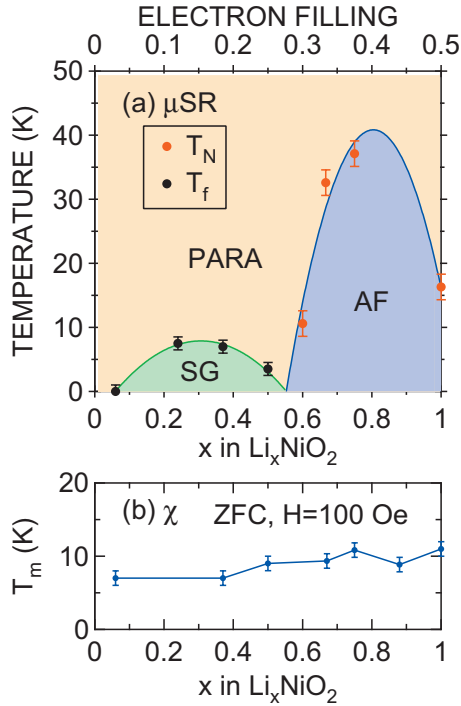 ELECTRON FILLING
0 0.1 0.2 0.3 0.4 0.5
50
40
30
20
10
0
TEMPERATURE (K)
(a) μSR
T_N
T_f
PARA
AF
SG
0 0.2 0.4 0.6 0.8 1
x in Li_xNiO_2
20
10
0
T_m (K)
(b) χ ZFC, H=100 Oe
0 0.2 0.4 0.6 0.8 1
x in Li_xNiO_2